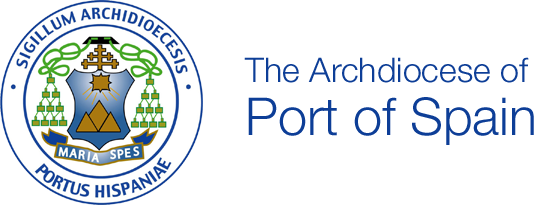 SIGILLUM ARCHIDIOECESIS
PORTUS HISPANIAE
MARIA SPES
The Archdiocese of
Port of Spain